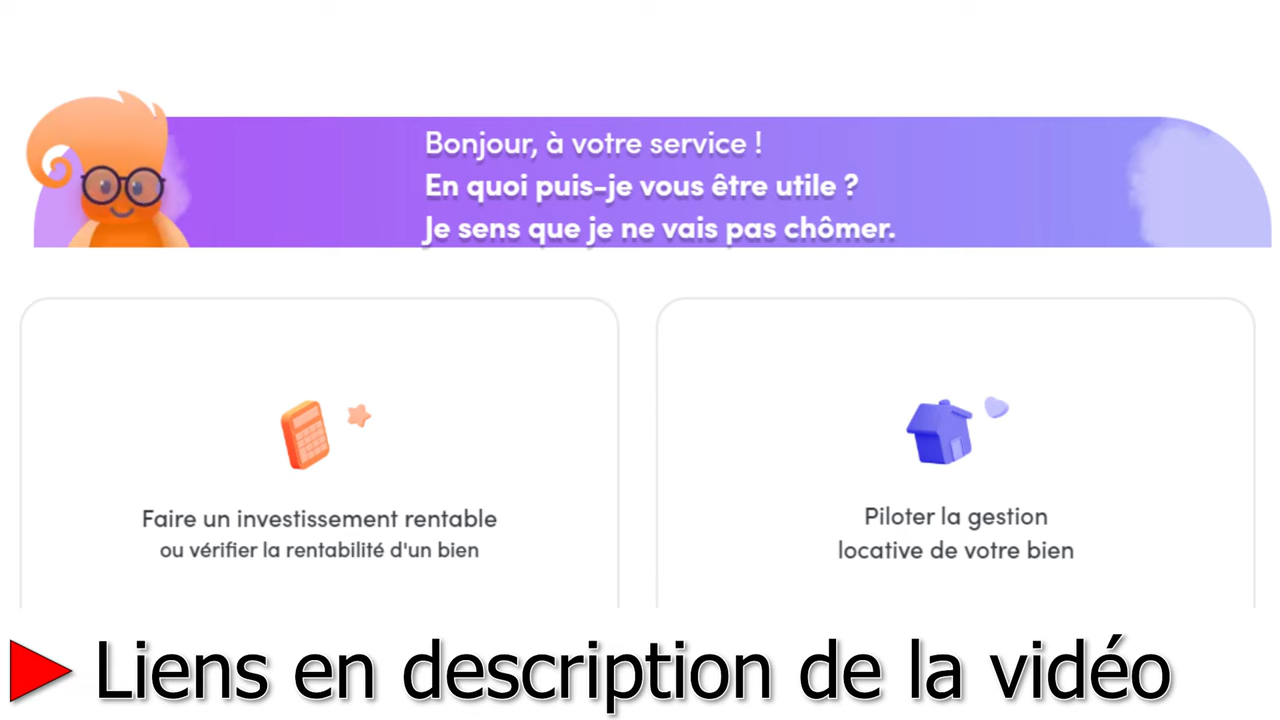 Bonjour, à votre service !
En quoi puis-je vous être utile ?
Je sens que je ne vais pas chômer.
Faire un investissement rentable
ou vérifier la rentabilité d'un bien
Piloter la gestion
locative de votre bien
Liens en description de la vidéo